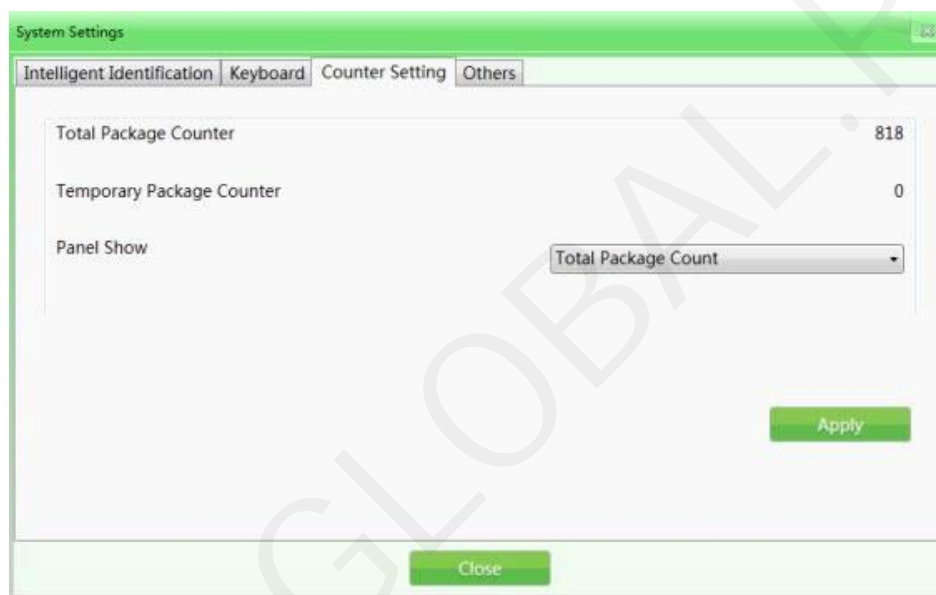 System Settings
Intelligent Identification Keyboard Counter Setting Others
Total Package Counter 818
Temporary Package Counter 0
Panel Show
Total Package Count
Apply
Close
GLOBAL.R